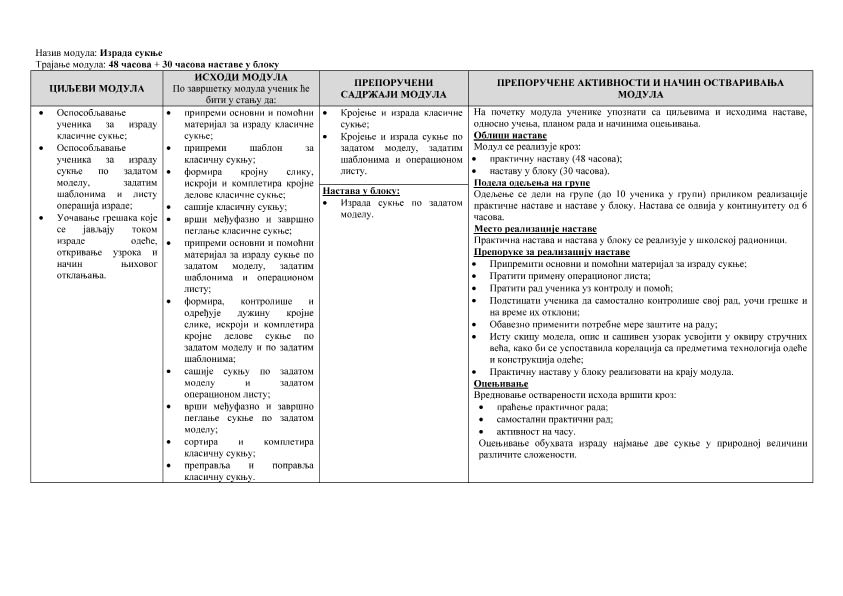 Назив модула: Израда сукње
Трајање модула: 48 часова + 30 часова наставе у блоку
ЦИЉЕВИ МОДУЛА
ИСХОДИ МОДУЛА
По завршетку модула ученик ће
бити у стању да:
ПРЕПОРУЧЕНИ
САДРЖАЈИ МОДУЛА
ПРЕПОРУЧЕНЕ АКТИВНОСТИ И НАЧИН ОСТВАРИВАЊА
МОДУЛА
• Оспособљавање
ученика за израду
класичне сукње;
• Оспособљавање
ученика за израду
сукње по задатом
моделу, задатим
шаблонима и листу
операција израде;
• Уочавање грешака које
се јављају током
израде одеће,
откривање узрока и
начин њиховог
отклањања.
• припреми основни и помоћни
материјал за израду класичне
сукње;
• припреми шаблон за
класичну сукњу;
• формира кројну слику,
искроји и комплетира кројне
делове класичне сукње;
• сашије класичну сукњу;
• врши међуфазно и завршно
пеглање класичне сукње;
• припреми основни и помоћни
материјал за израду сукње по
задатом моделу, задатим
шаблонима и операционом
листу;
• формира, контролише и
одређује дужину кројне
слике, искроји и комплетира
кројне делове сукње по
задатом моделу и по задатим
шаблонима;
• сашије сукњу по задатом
моделу и задатом
операционом листу;
• врши међуфазно и завршно
пеглање сукње по задатом
моделу;
• сортира и комплетира
класичну сукњу;
• преправља и поправља
класичну сукњу.
• Кројење и израда класичне
сукње;
• Кројење и израда сукње по
задатом моделу, задатим
шаблонима и операционом
листу.
Настава у блоку:
• Израда сукње по задатом
моделу.
На почетку модула ученике упознати са циљевима и исходима наставе,
односно учења, планом рада и начинима оцењивања.
Облици наставе
Модул се реализује кроз:
• практичну наставу (48 часова);
• наставу у блоку (30 часова).
Подела одељења на групе
Одељење се дели на групе (до 10 ученика у групи) приликом реализације
практичне наставе и наставе у блоку. Настава се одвија у континуитету од 6
часова.
Место реализације наставе
Практична настава и настава у блоку се реализује у школској радионици.
Препоруке за реализацију наставе
• Припремити основни и помоћни материјал за израду сукње;
• Пратити примену операционог листа;
• Пратити рад ученика уз контролу и помоћ;
• Подстицати ученика да самостално контролише свој рад, уочи грешке и
на време их отклони;
• Обавезно применити потребне мере заштите на раду;
• Исту скицу модела, опис и сашивен узорак усвојити у оквиру стручних
већа, како би се успоставила корелација са предметима технологија одеће
и конструкција одеће;
• Практичну наставу у блоку реализовати на крају модула.
Оцењивање
Вредновање остварености исхода вршити кроз:
• праћење практичног рада;
• самостални практични рад;
• активност на часу.
Оцењивање обухвата израду најмање две сукње у природној величини
различите сложености.